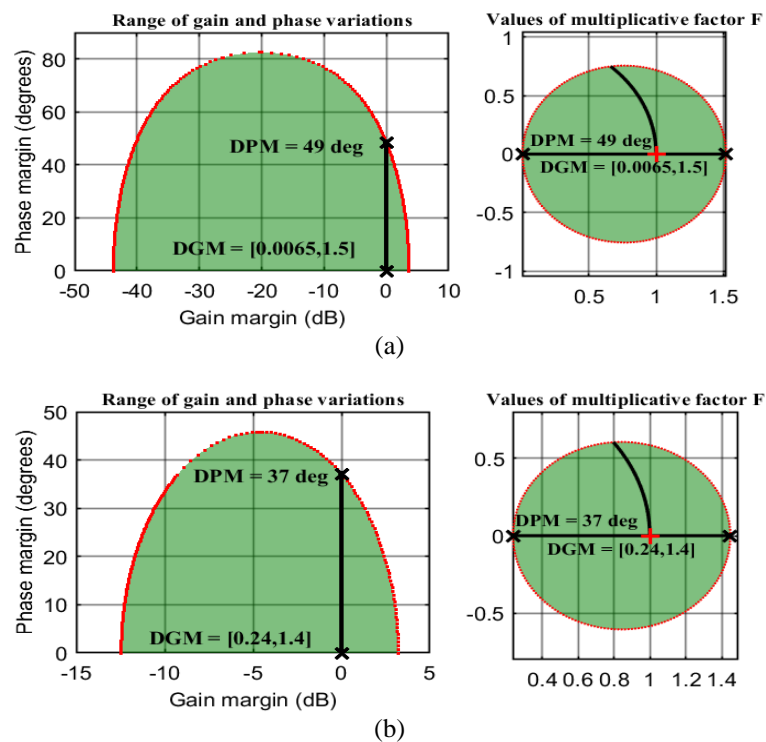 Range of gain and phase variations
Values of multiplicative factor F
Phase margin (degrees)
80
60
40
20
0
DPM = 49 deg
DGM = [0.0065,1.5]
-50 -40 -30 -20 -10 0 10
Gain margin (dB)
1
0.5
0
-0.5
-1
DPM = 49 deg
DGM = [0.0065,1.5]
0.5 1 1.5
(a)
Range of gain and phase variations
Values of multiplicative factor F
Phase margin (degrees)
50
40
30
20
10
0
DPM = 37 deg
DGM = [0.24,1.4]
-15 -10 -5 0 5
Gain margin (dB)
0.5
0
-0.5
DPM = 37 deg
DGM = [0.24,1.4]
0.4 0.6 0.8 1 1.2 1.4
(b)